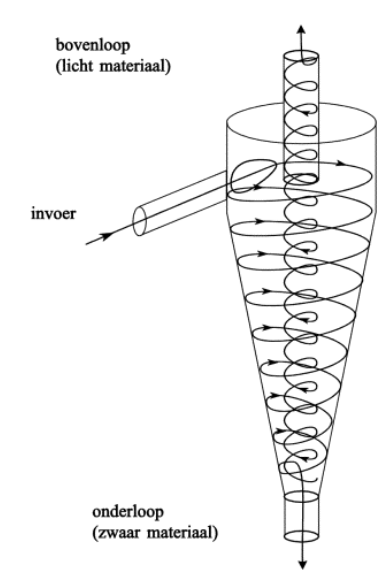 bovenloop
(licht materiaal)
invoer
onderloop
(zwaar materiaal)